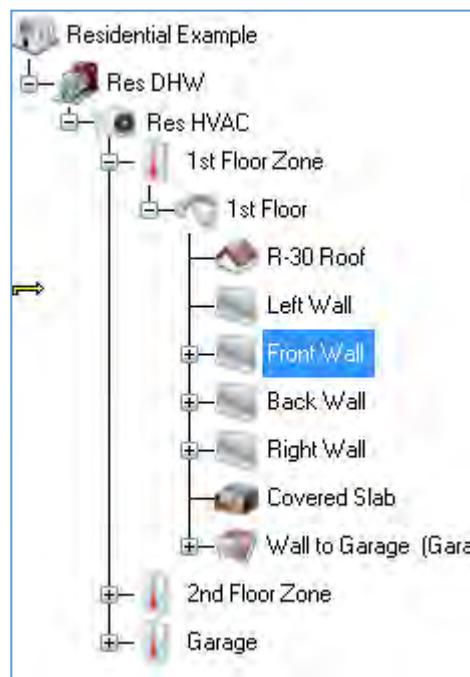 Residential Example
Res DHW
Res HVAC
1st Floor Zone
1st Floor
R-30 Roof
Left Wall
Front Wall
Back Wall
Right Wall
Covered Slab
Wall to Garage (Gara
2nd Floor Zone
Garage